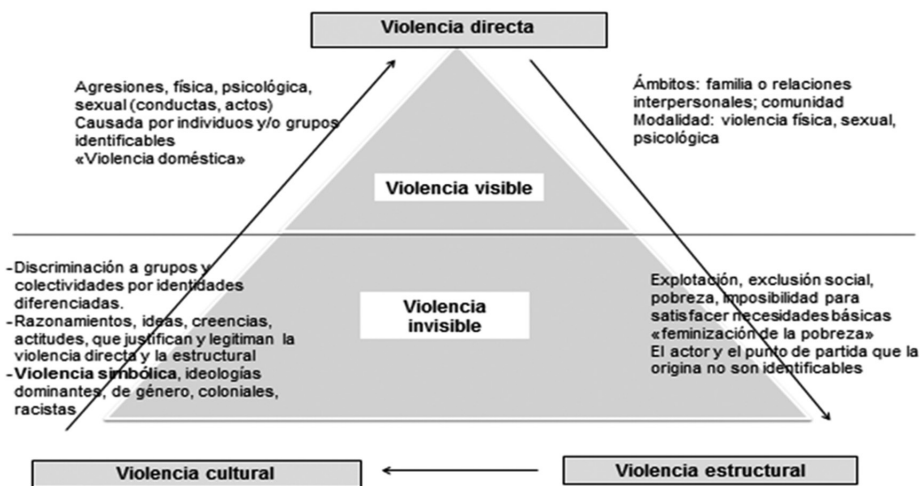 Violencia directa
Agresiones, física, psicológica,
sexual (conductas, actos)
Causada por individuos y/o grupos
identificables
«Violencia doméstica»
Ámbitos: familia o relaciones
interpersonales; comunidad
Modalidad: violencia física, sexual,
psicológica
Violencia visible
-Discriminación a grupos y
colectividades por identidades
diferenciadas.
-Razonamientos, ideas, creencias,
actitudes, que justifican y legitiman la
violencia directa y la estructural
-Violencia simbólica, ideologías
dominantes, de género, coloniales,
racistas
Violencia
invisible
Explotación, exclusión social,
pobreza, imposibilidad para
satisfacer necesidades básicas
«feminización de la pobreza»
El actor y el punto de partida que la
origina no son identificables
Violencia cultural
Violencia estructural